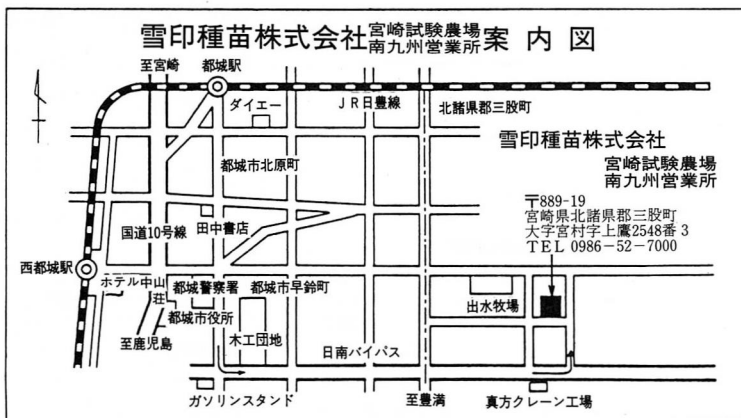 雪印種苗株式会社 宮崎試験農場 南九州営業所 案内図
至宮崎
都城駅
ダイエー
JR日豊線
北諸県郡三股町
雪印種苗株式会社
宮崎試験農場
南九州営業所
都城市北原町
〒889-19
宮崎県北諸県郡三股町
大字宮村字上鷹2548番3
TEL 0986-52-7000
国道10号線
田中書店
西都城駅
ホテル中山荘
都城警察署
都城市早鈴町
出水牧場
都城市役所
至鹿児島
木工団地
日南バイパス
ガソリンスタンド
至豊満
真方クレーン工場